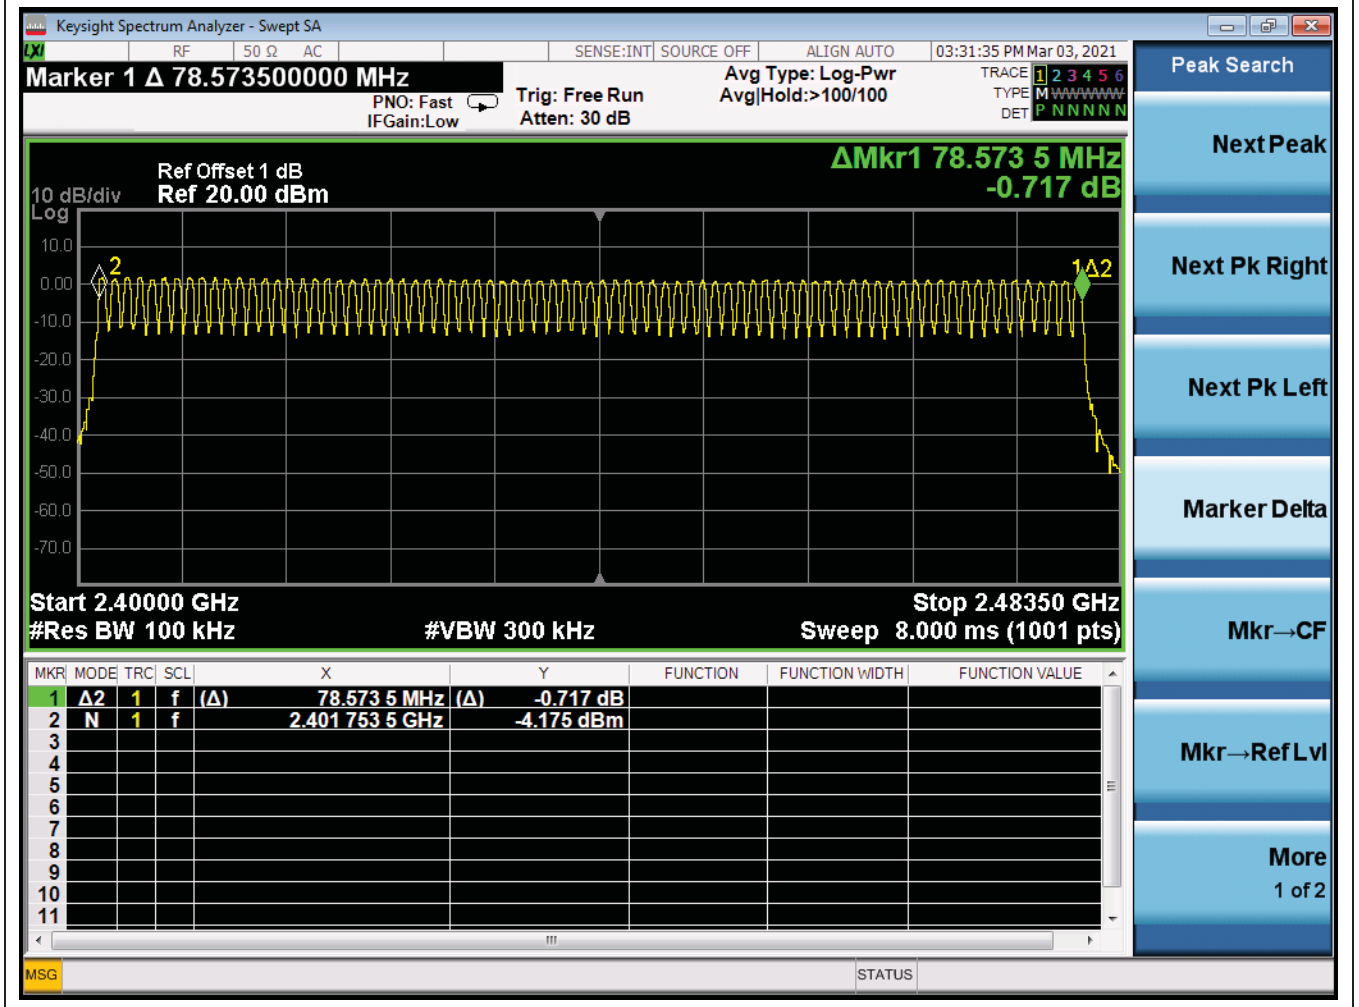 Keysight Spectrum Analyzer - Swept SA
LXI RF 50 Ω AC SENSE:INT SOURCE OFF ALIGN AUTO 03:31:35 PM Mar 03, 2021
Marker 1 Δ 78.573500000 MHz
PNO: Fast
IFGain:Low
Trig: Free Run
Atten: 30 dB
Avg Type: Log-Pwr
Avg|Hold:>100/100
TRACE 1 2 3 4 5 6
TYPE M W W W W W
DET P N N N N N
ΔMkr1 78.573 5 MHz
-0.717 dB
Ref Offset 1 dB
10 dB/div Ref 20.00 dBm
Log
10.0
0.00
-10.0
-20.0
-30.0
-40.0
-50.0
-60.0
-70.0
2
1Δ2
Start 2.40000 GHz Stop 2.48350 GHz
#Res BW 100 kHz #VBW 300 kHz Sweep 8.000 ms (1001 pts)
MKR MODE TRC SCL X Y FUNCTION FUNCTION WIDTH FUNCTION VALUE
1 Δ2 1 f (Δ) 78.573 5 MHz (Δ) -0.717 dB
2 N 1 f 2.401 753 5 GHz -4.175 dBm
3
4
5
6
7
8
9
10
11
MSG STATUS
Peak Search
Next Peak
Next Pk Right
Next Pk Left
Marker Delta
Mkr→CF
Mkr→Ref Lvl
More
1 of 2